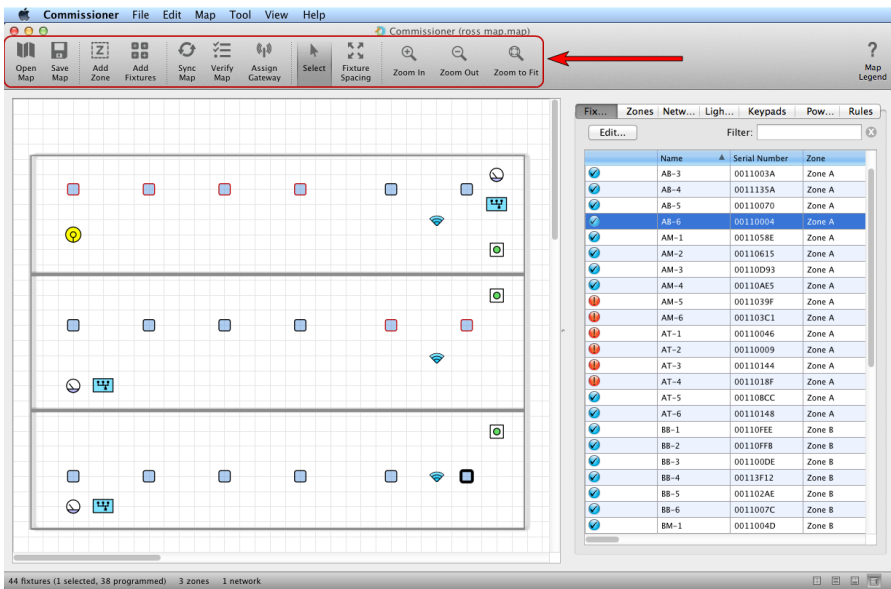 Commissioner File Edit Map Tool View Help
Commissioner (ross map.map)
Open Map
Save Map
Add Zone
Add Fixtures
Sync Map
Verify Map
Assign Gateway
Select
Fixture Spacing
Zoom In
Zoom Out
Zoom to Fit
? Map Legend
Fix... Zones Netw... Ligh... Keypads Pow... Rules
Edit... Filter:
Name Serial Number Zone
AB-3 0011003A Zone A
AB-4 0011135A Zone A
AB-5 00110070 Zone A
AB-6 00110004 Zone A
AM-1 0011058E Zone A
AM-2 00110615 Zone A
AM-3 00110D93 Zone A
AM-4 00110AE5 Zone A
AM-5 0011039F Zone A
AM-6 001103C1 Zone A
AT-1 00110046 Zone A
AT-2 00110009 Zone A
AT-3 00110144 Zone A
AT-4 0011018F Zone A
AT-5 00110BCC Zone A
AT-6 00110148 Zone A
BB-1 00110FEE Zone B
BB-2 00110FFB Zone B
BB-3 001100DE Zone B
BB-4 00113F12 Zone B
BB-5 001102AE Zone B
BB-6 0011007C Zone B
BM-1 0011004D Zone B
44 fixtures (1 selected, 38 programmed) 3 zones 1 network